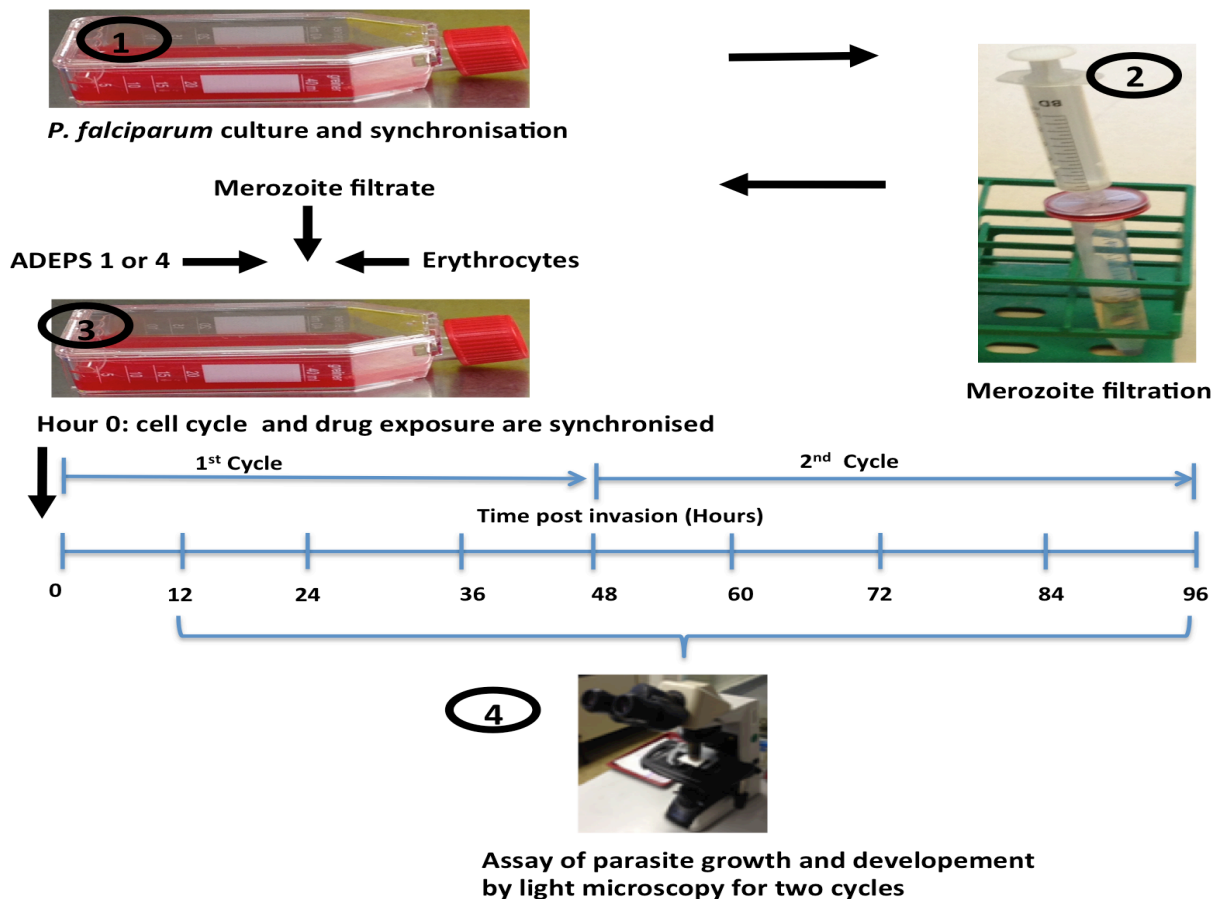 1
P. falciparum culture and synchronisation
2
BD
Merozoite filtration
Merozoite filtrate
ADEPS 1 or 4
Erythrocytes
3
Hour 0: cell cycle and drug exposure are synchronised
1st Cycle
2nd Cycle
Time post invasion (Hours)
0 12 24 36 48 60 72 84 96
4
Assay of parasite growth and developement
by light microscopy for two cycles